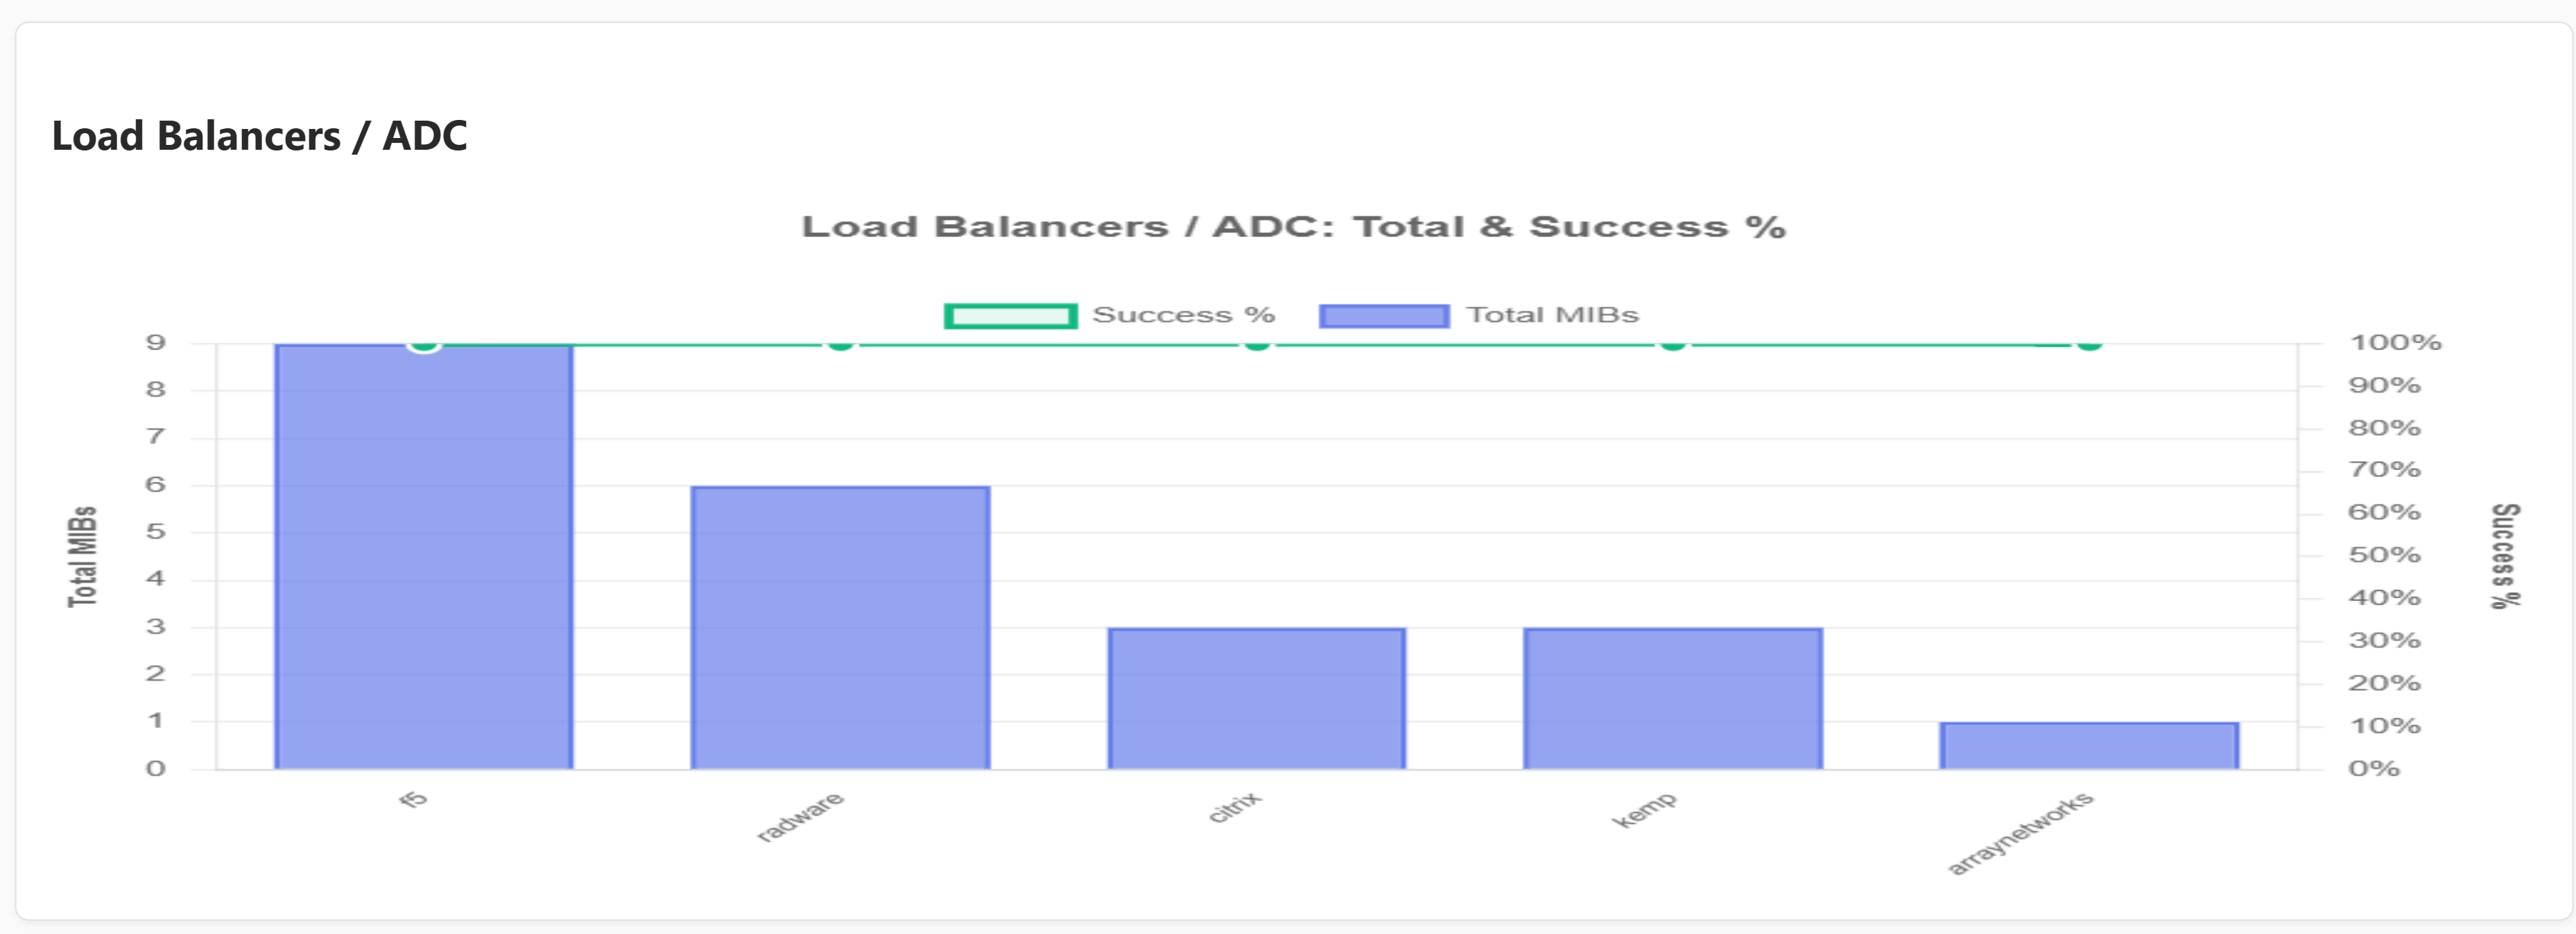 Load Balancers / ADC
Load Balancers / ADC: Total & Success %
Success %
Total MIBs
9
8
7
6
5
4
3
2
1
0
Total MIBs
100%
90%
80%
70%
60%
50%
40%
30%
20%
10%
0%
Success %
f5
radware
citrix
kemp
arraynetworks